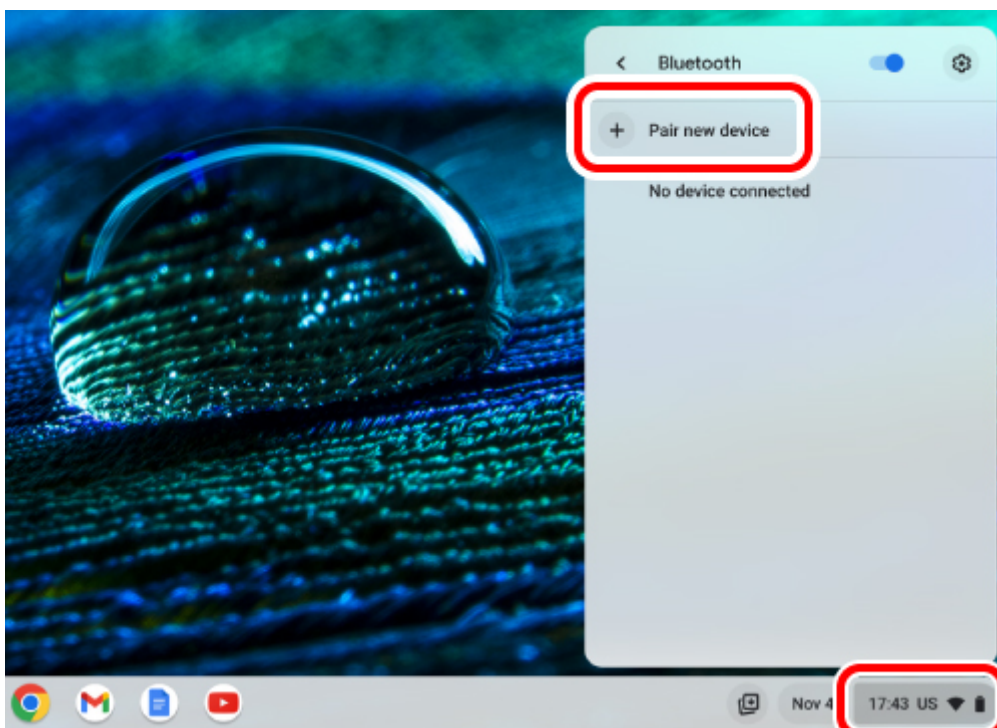 Bluetooth
Pair new device
No device connected
Nov 4
17:43 US